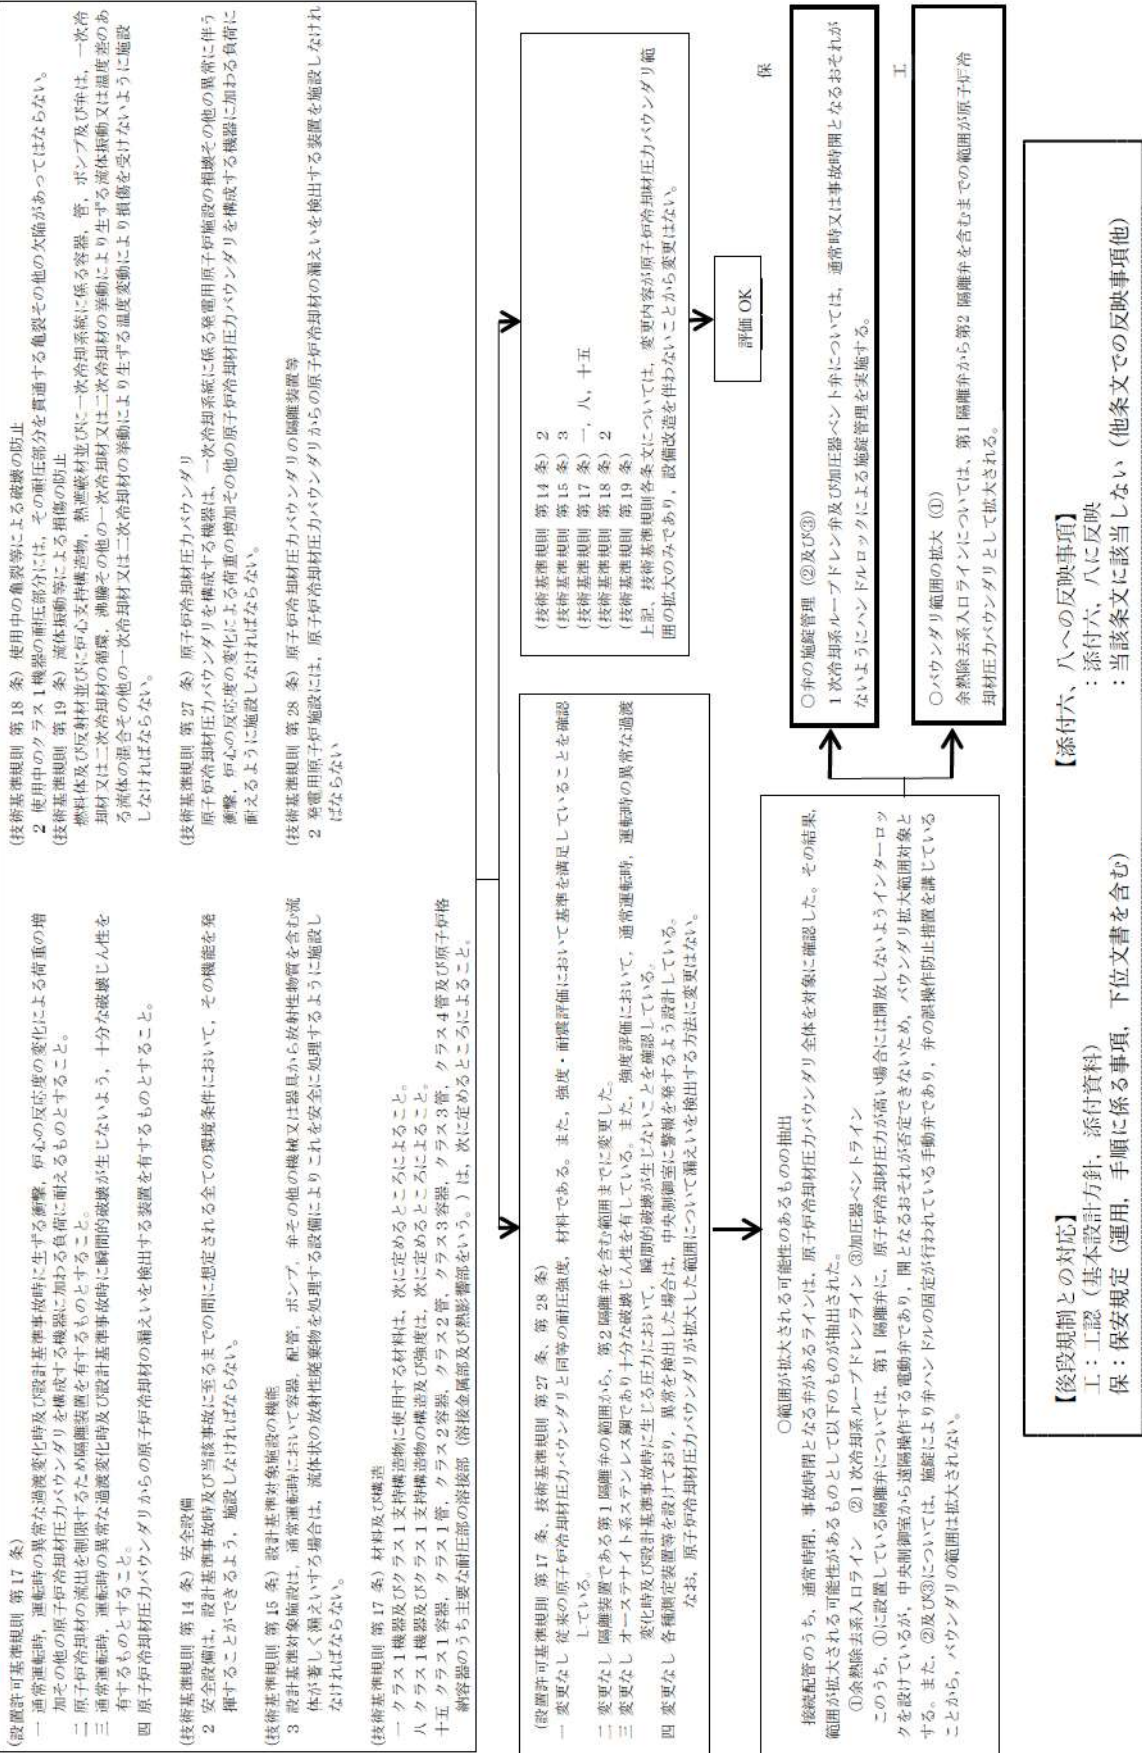 (設置許可基準規則 第17 条)
一 通常運転時，運転時の異常な過渡変化時及び設計基準事故時に生ずる衝撃，炉心の反応度の変化による荷重の増
加その他の原子炉冷却材圧力バウンダリを構成する機器に加わる負荷に耐えるものとすること。
二 原子炉冷却材の流出を制限するため隔離装置を有するものとすること。
三 通常運転時，運転時の異常な過渡変化時及び設計基準事故時に瞬間的破壊が生じないよう，十分な破壊じん性を
有するものとすること。
四 原子炉冷却材圧力バウンダリからの原子炉冷却材の漏えいを検出する装置を有するものとすること。
(技術基準規則 第14 条) 安全設備
2 安全設備は，設計基準事故時及び当該事故に至るまでの間に想定される全ての環境条件において，その機能を発
揮することができるよう，施設しなければならない。
(技術基準規則 第15 条) 設計基準対象施設の機能
3 設計基準対象施設は，通常運転時において容器，配管，ポンプ，弁その他の機械又は器具から放射性物質を含む流
体が著しく漏えいする場合は，流体状の放射性廃棄物を処理する設備によりこれを安全に処理するように施設し
なければならない。
(技術基準規則 第17 条) 材料及び構造
一 クラス1機器及びクラス1支持構造物に使用する材料は，次に定めるところによること。
八 クラス1機器及びクラス1支持構造物の構造及び強度は，次に定めるところによること。
十五 クラス1容器，クラス1管，クラス2容器，クラス2管，クラス3容器，クラス3管，クラス4管及び原子炉格
納容器のうち主要な耐圧部の溶接部（溶接金属部及び熱影響部をいう。）は，次に定めるところによること。
(技術基準規則 第18 条) 使用中の亀裂等による破壊の防止
2 使用中のクラス1機器の耐圧部分には，その耐圧部分を貫通する亀裂その他の欠陥があってはならない。
(技術基準規則 第19 条) 流体振動等による損傷の防止
燃料体及び反射材並びに炉心支持構造物，熱遮蔽材並びに一次冷却系統に係る容器，管，ポンプ及び弁は，一次冷
却材又は二次冷却材の循環，沸騰その他の一次冷却材又は二次冷却材の挙動により生ずる流体振動又は温度差のあ
る流体の混合その他の一次冷却材又は二次冷却材の挙動により生ずる温度変動により損傷を受けないように施設
しなければならない。
(技術基準規則 第27 条) 原子炉冷却材圧力バウンダリ
原子炉冷却材圧力バウンダリを構成する機器は，一次冷却系統に係る発電用原子炉施設の損壊その他の異常に伴う
衝撃，炉心の反応度の変化による荷重の増加その他の原子炉冷却材圧力バウンダリを構成する機器に加わる負荷に
耐えるように施設しなければならない。
(技術基準規則 第28 条) 原子炉冷却材圧力バウンダリの隔離装置等
2 発電用原子炉施設には，原子炉冷却材圧力バウンダリからの原子炉冷却材の漏えいを検出する装置を施設しなけれ
ばならない
(設置許可基準規則 第17 条、技術基準規則 第27 条、第28 条)
一 変更なし 従来の原子炉冷却材圧力バウンダリと同等の耐圧強度，材料である。また，強度・耐震評価において基準を満足していることを確認
している。
二 変更なし 隔離装置である第1隔離弁の範囲から，第2隔離弁を含む範囲までに変更した。
三 変更なし オーステナイト系ステンレス鋼であり十分な破壊じん性を有している。また，強度評価において，通常運転時，運転時の異常な過渡
変化時及び設計基準事故時に生じる圧力において，瞬間的破壊が生じないことを確認している。
四 変更なし 各種測定装置等を設けており，異常を検出した場合は，中央制御室に警報を発するよう設計している。
なお，原子炉冷却材圧力バウンダリが拡大した範囲について漏えいを検出する方法に変更はない。
(技術基準規則 第14 条) 2
(技術基準規則 第15 条) 3
(技術基準規則 第17 条) 一，八，十五
(技術基準規則 第18 条) 2
(技術基準規則 第19 条)
上記、技術基準規則各条文については，変更内容が原子炉冷却材圧力バウンダリ範
囲の拡大のみであり，設備改造を伴わないことから変更はない。
評価 OK
○範囲が拡大される可能性のあるものの抽出
接続配管のうち、通常時閉、事故時閉となる弁があるラインは、原子炉冷却材圧力バウンダリ全体を対象に確認した。その結果，
範囲が拡大される可能性があるものとして以下のものが抽出された。
①余熱除去系入口ライン ②1次冷却系ループドレンライン ③加圧器ベントライン
このうち、①に設置している隔離弁については、第1 隔離弁に、原子炉冷却材圧力が高い場合には開放しないようインターロッ
クを設けているが、中央制御室から遠隔操作する電動弁であり、開となるおそれが否定できないため、バウンダリ拡大範囲対象と
する。また、②及び③については、施錠により弁ハンドルの固定が行われている手動弁であり、弁の誤操作防止措置を講じている
ことから，バウンダリの範囲は拡大されない。
保
○弁の施錠管理（②及び③）
1次冷却系ループドレン弁及び加圧器ベント弁については，通常時又は事故時開となるおそれが
ないようにハンドルロックによる施錠管理を実施する。
工
○バウンダリ範囲の拡大（①）
余熱除去系入口ラインについては、第1隔離弁から第2 隔離弁を含むまでの範囲が原子炉冷
却材圧力バウンダリとして拡大される。
【後段規制との対応】
工：工認（基本設計方針，添付資料）
保：保安規定（運用，手順に係る事項，下位文書を含む）
【添付六、八への反映事項】
：添付六、八に反映
：当該条文に該当しない（他条文での反映事項他）